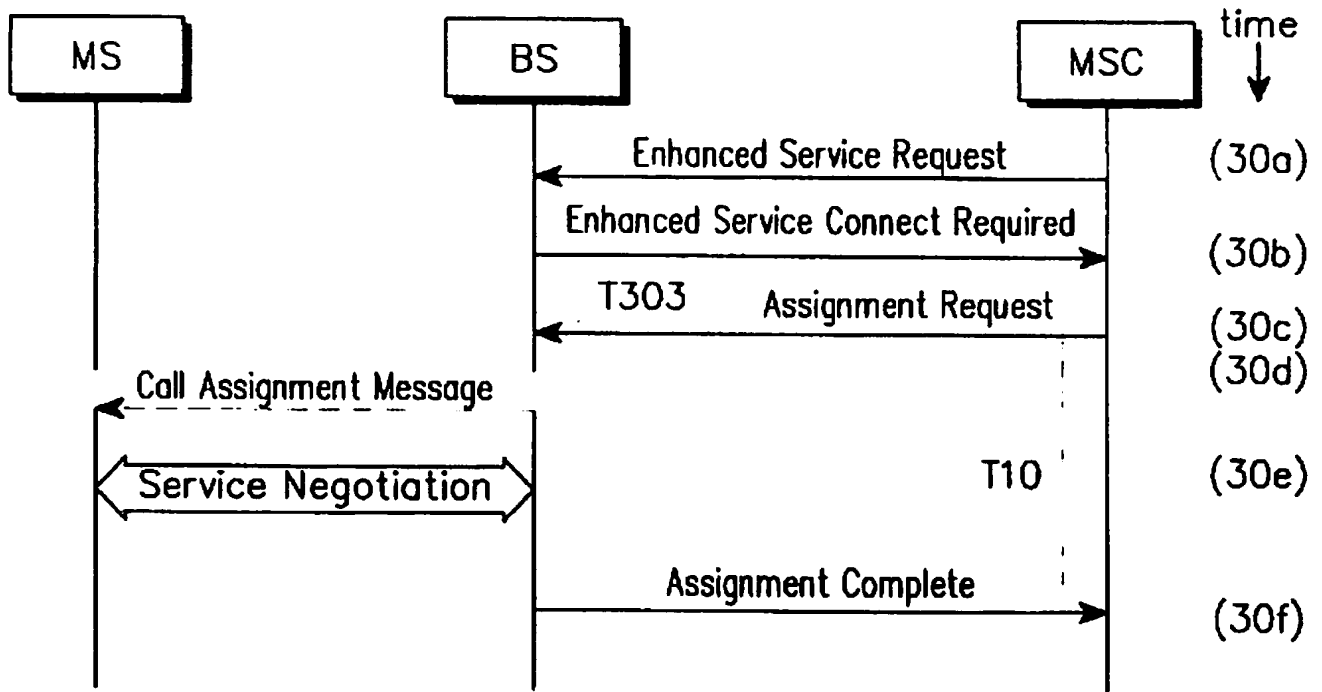 time
MS
BS
MSC
Enhanced Service Request
(30a)
Enhanced Service Connect Required
(30b)
T303
Assignment Request
(30c)
(30d)
Call Assignment Message
Service Negotiation
T10
(30e)
Assignment Complete
(30f)